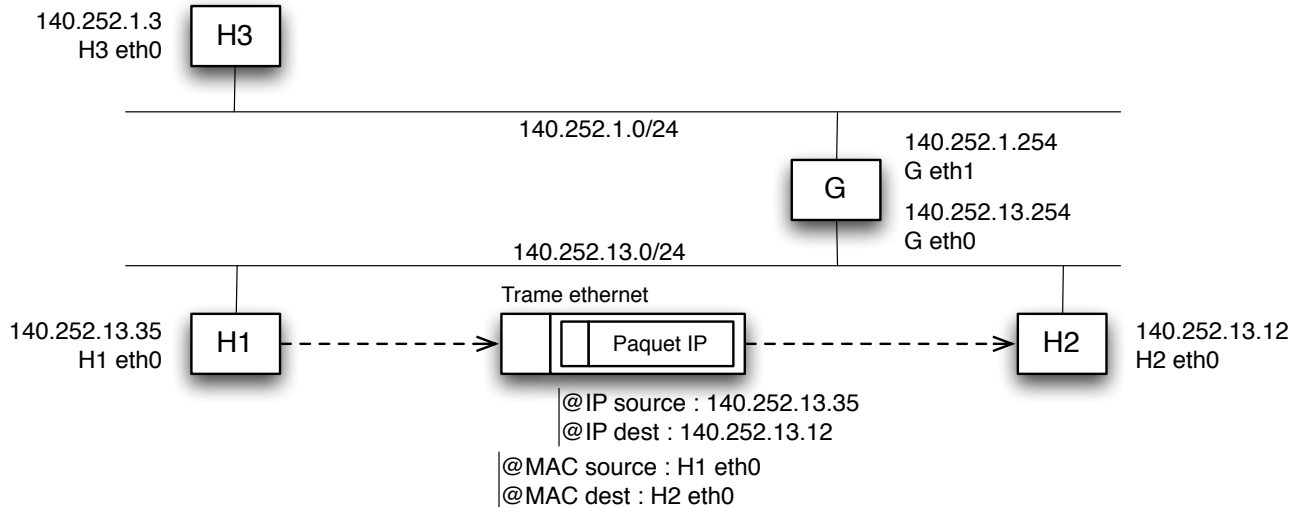 140.252.1.3
H3 eth0
H3
140.252.1.0/24
140.252.1.254
G eth1
G
140.252.13.254
G eth0
140.252.13.0/24
Trame ethernet
140.252.13.35
H1 eth0
H1
Paquet IP
H2
140.252.13.12
H2 eth0
@IP source : 140.252.13.35
@IP dest : 140.252.13.12
@MAC source : H1 eth0
@MAC dest : H2 eth0